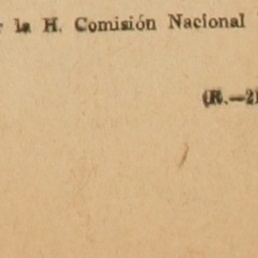 r la H. Comisión Nacional
(R.—2